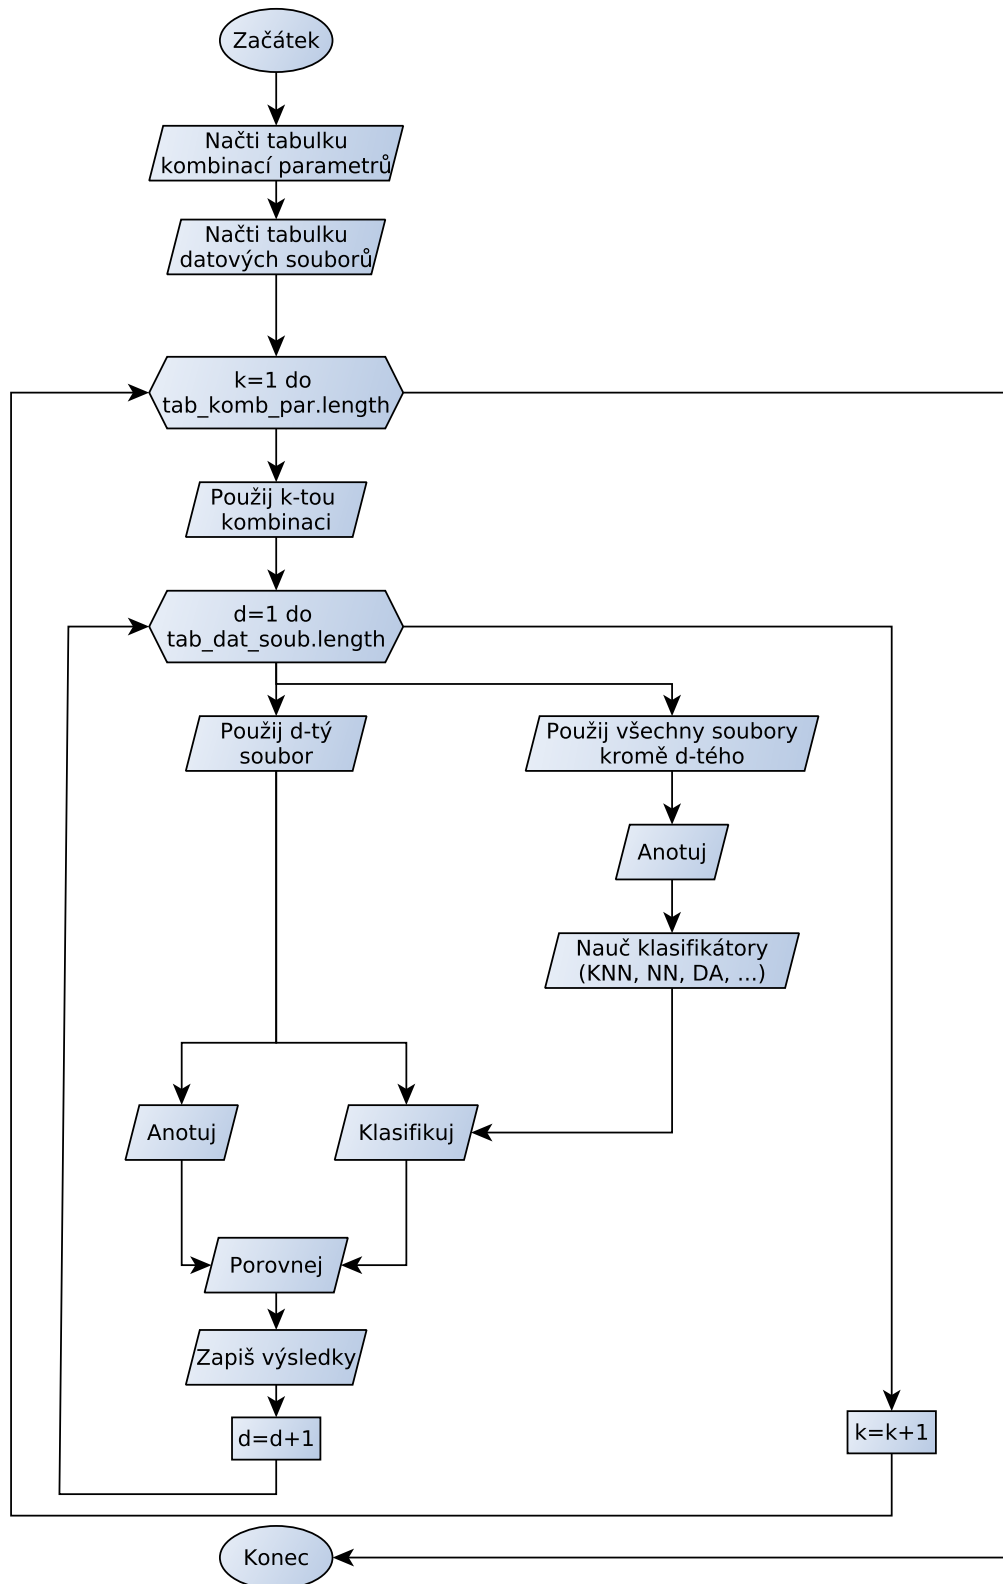 Začátek
Načti tabulku
kombinací parametrů
Načti tabulku
datových souborů
k=1 do
tab_komb_par.length
Použij k-tou
kombinaci
d=1 do
tab_dat_soub.length
Použij d-tý
soubor
Použij všechny soubory
kromě d-tého
Anotuj
Nauč klasifikátory
(KNN, NN, DA, ...)
Anotuj
Klasifikuj
Porovnej
Zapiš výsledky
d=d+1
k=k+1
Konec